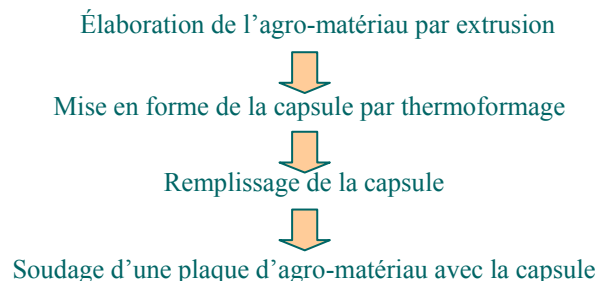 Élaboration de l’agro-matériau par extrusion
Mise en forme de la capsule par thermoformage
Remplissage de la capsule
Soudage d’une plaque d’agro-matériau avec la capsule